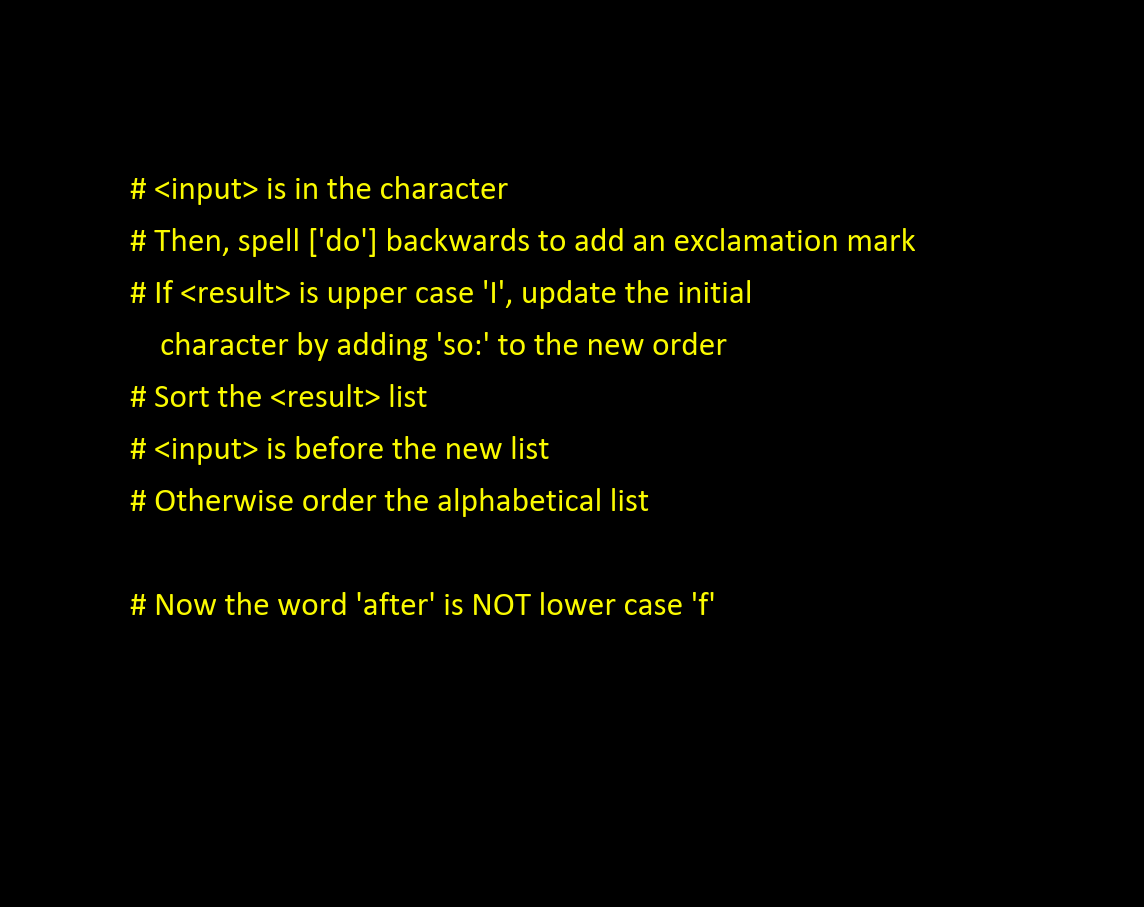 # <input> is in the character
# Then, spell ['do'] backwards to add an exclamation mark
# If <result> is upper case 'I', update the initial
character by adding 'so:' to the new order
# Sort the <result> list
# <input> is before the new list
# Otherwise order the alphabetical list
# Now the word 'after' is NOT lower case 'f'